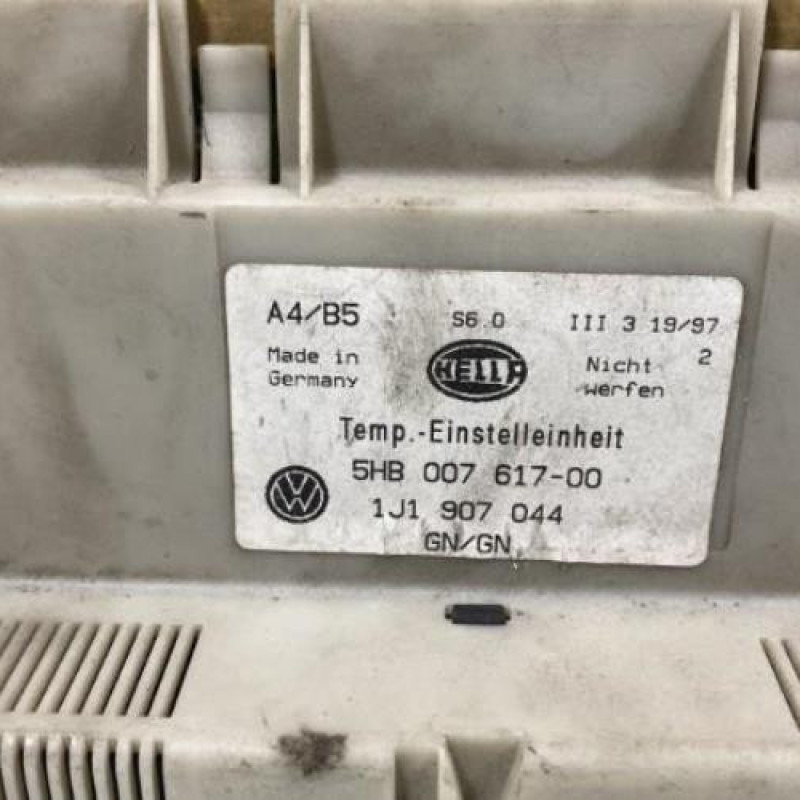 A4/B5 S6.0 III 3 19/97
2
Made in Germany
HELLA
Nicht werfen
Temp.-Einstelleinheit
5HB 007 617-00
VW
1J1 907 044
GN/GN